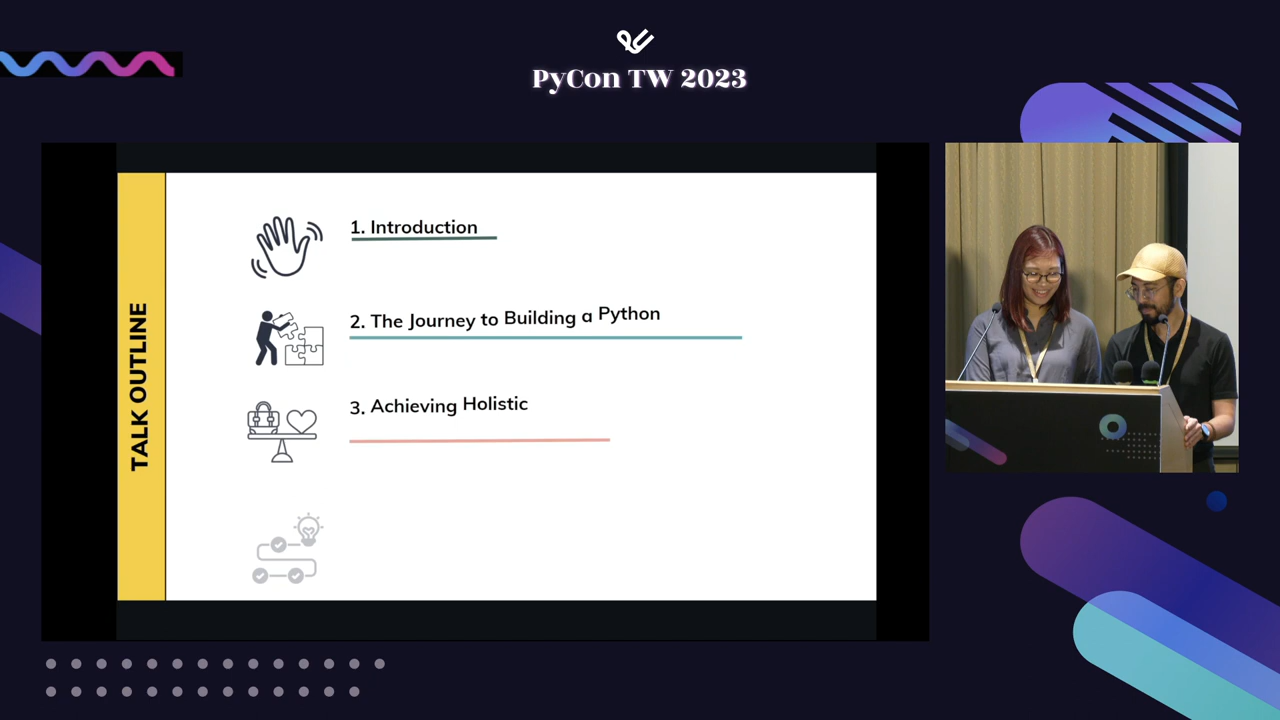 PyCon TW 2023
TALK OUTLINE
1. Introduction
2. The Journey to Building a Python
3. Achieving Holistic